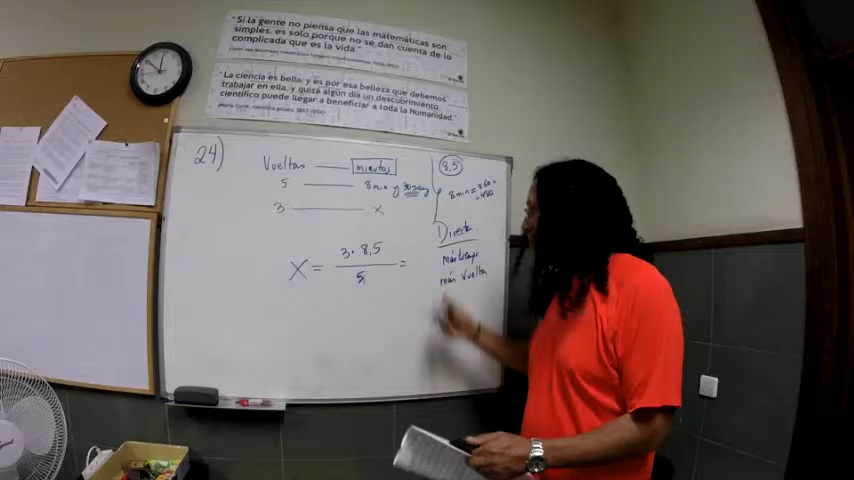 "Si la gente no piensa que las matemáticas son
simples, es solo porque no se dan cuenta de lo
complicada que es la vida."
"La ciencia es bella, y es por esa belleza que debemos
trabajar en ella, y quizá algún día un descubrimiento
científico puede llegar a beneficiar a toda la Humanidad."
24)
Vueltas minutos 8,5
5 8 min y 30 seg
8 min = 8·60 =
= 480
3 x
Directa
más tiempo
más vuelta
X = 3 · 8,5 =
5